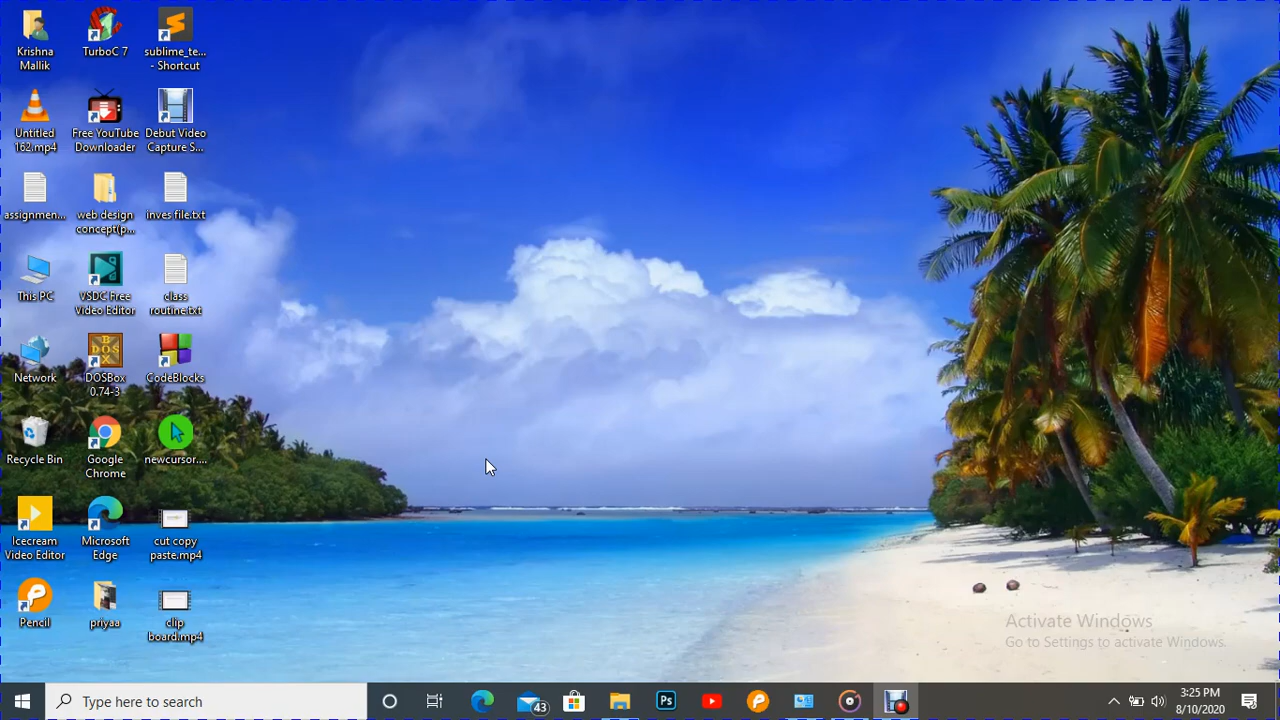 Krishna
Mallik
TurboC 7
sublime_te...
- Shortcut
Untitled
162.mp4
Free YouTube
Downloader
Debut Video
Capture S...
assignmen...
web design
concept(p...
inves file.txt
This PC
VSDC Free
Video Editor
class
routine.txt
Network
DOSBox
0.74-3
CodeBlocks
Recycle Bin
Google
Chrome
newcursor....
Icecream
Video Editor
Microsoft
Edge
cut copy
paste.mp4
Pencil
priyaa
clip
board.mp4
Activate Windows
Go to Settings to activate Windows.
Type here to search
43
Ps
3:25 PM
8/10/2020